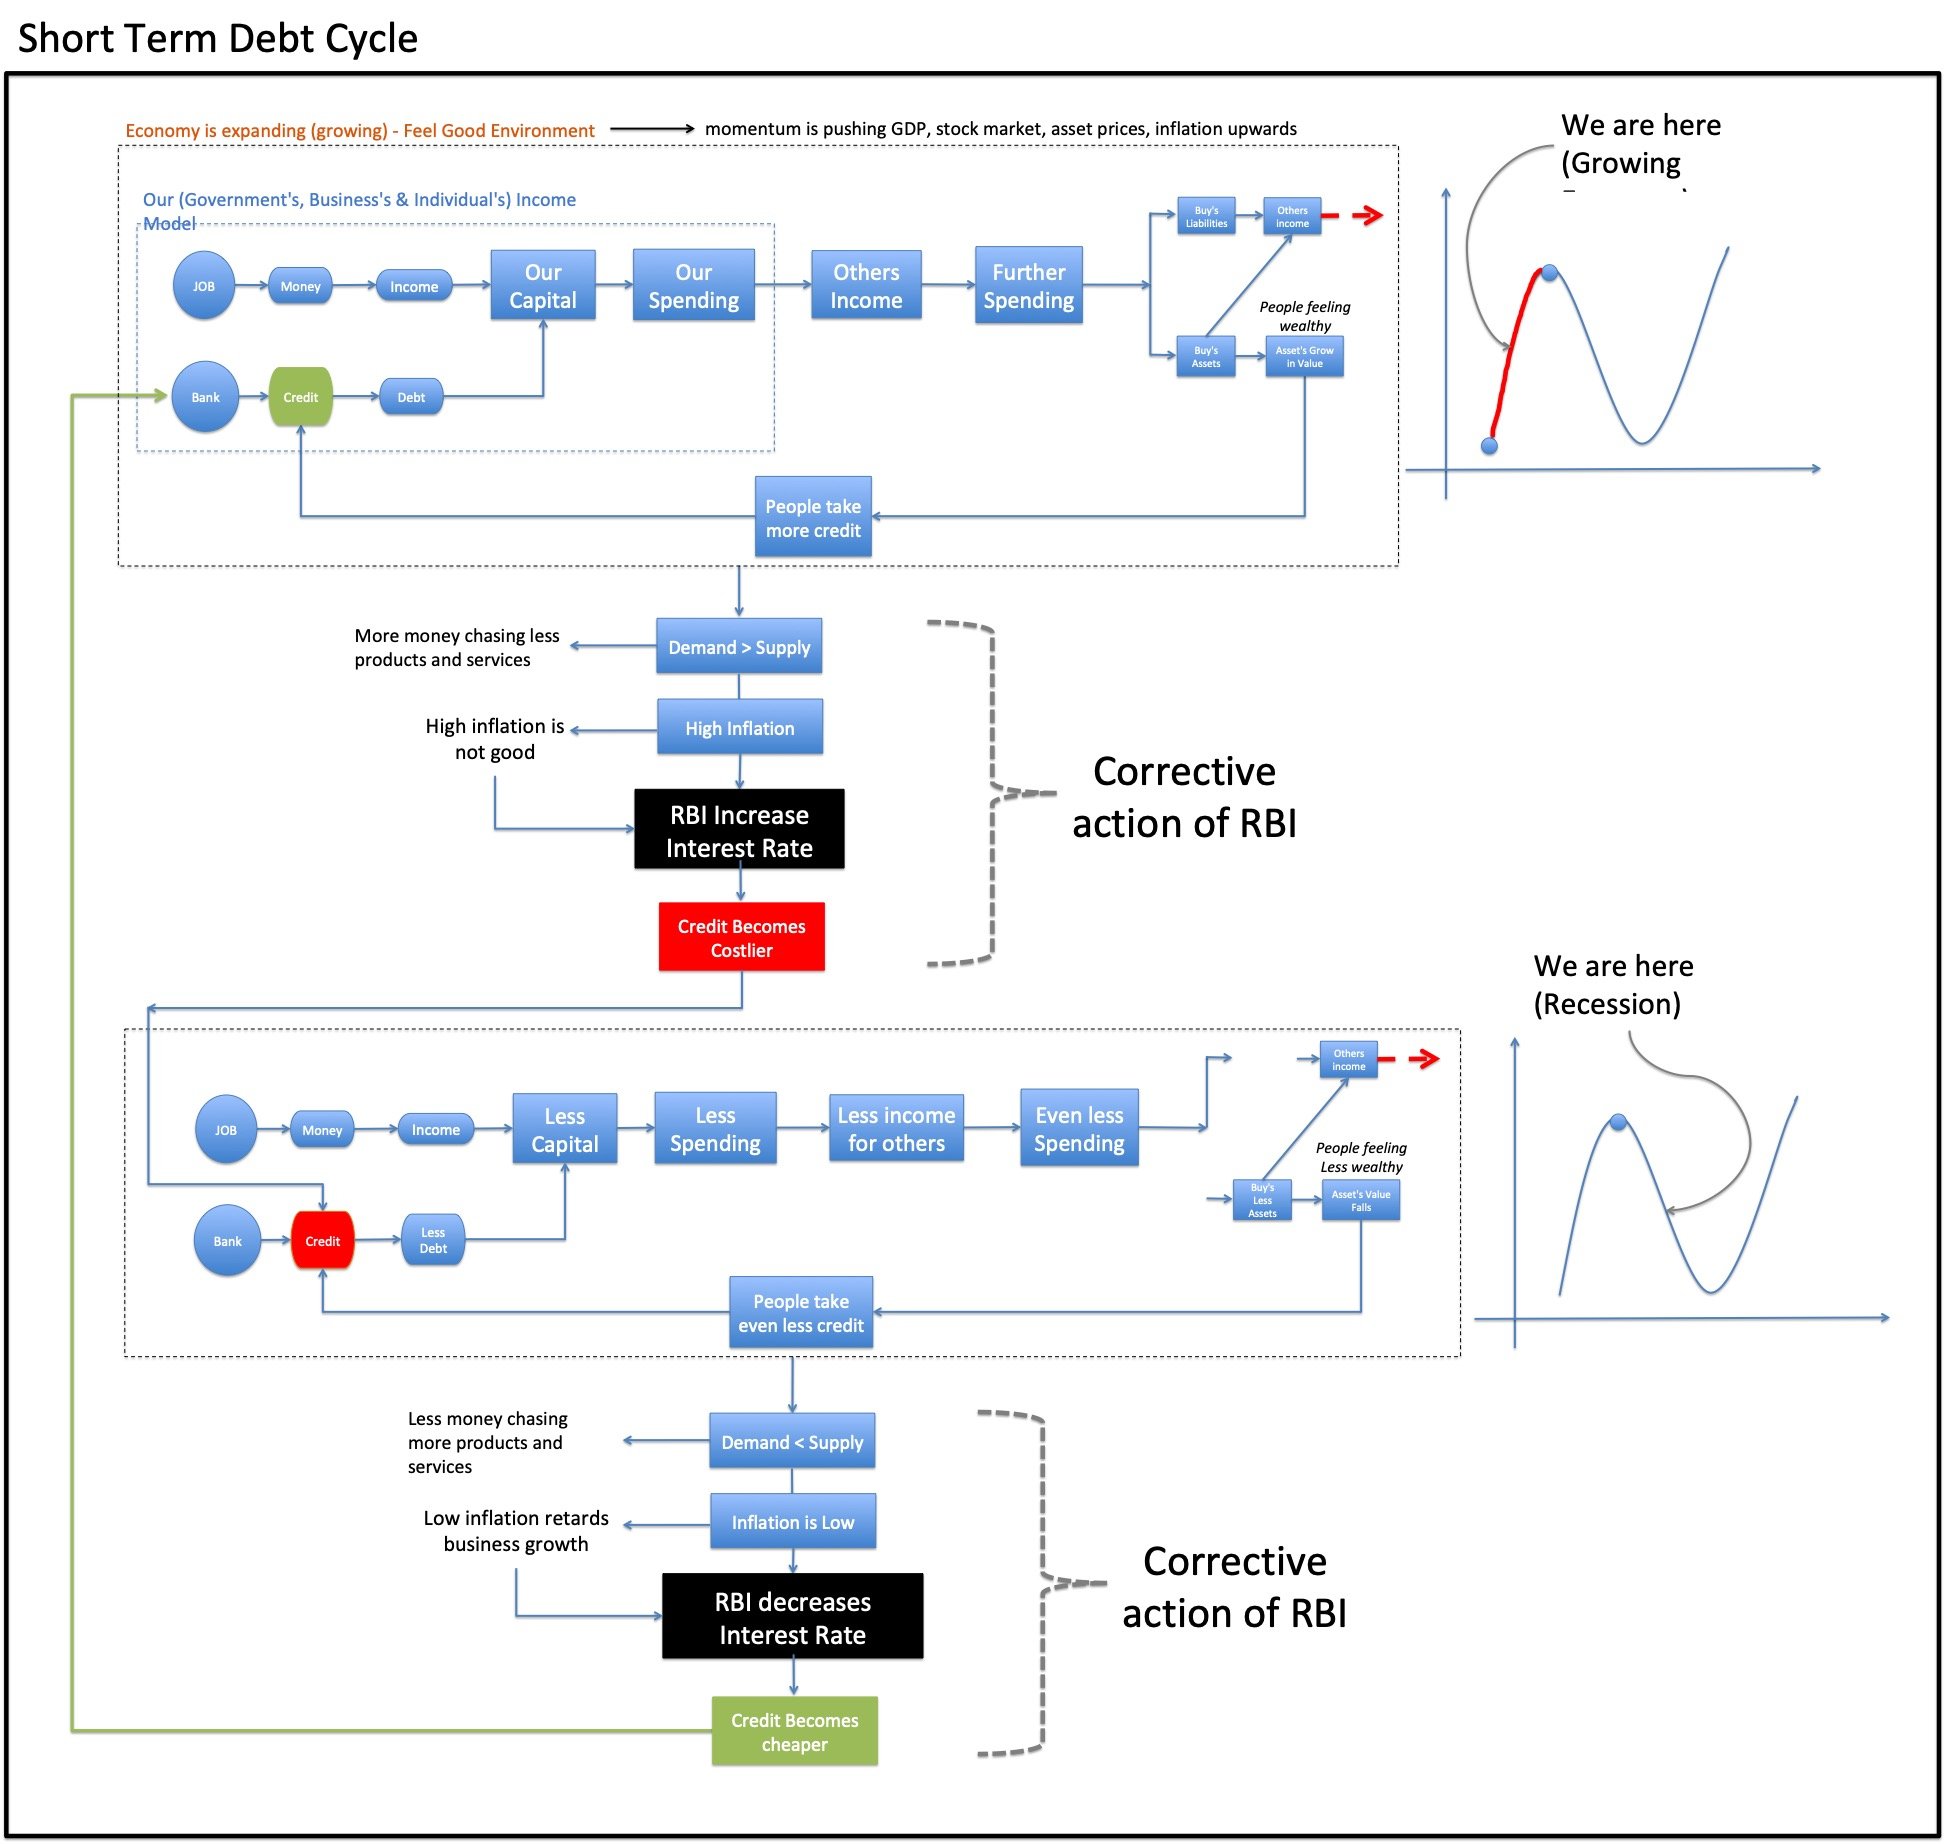 Short Term Debt Cycle
Economy is expanding (growing) - Feel Good Environment
momentum is pushing GDP, stock market, asset prices, inflation upwards
We are here
(Growing
Our (Government's, Business's & Individual's) Income
Model
JOB
Money
Income
Our
Capital
Our
Spending
Others
Income
Further
Spending
Buy's
Liabilities
Others
income
People feeling
wealthy
Buy's
Assets
Asset's Grow
in Value
Bank
Credit
Debt
People take
more credit
More money chasing less
products and services
Demand > Supply
High inflation is
not good
High Inflation
RBI Increase
Interest Rate
Credit Becomes
Costlier
Corrective
action of RBI
We are here
(Recession)
JOB
Money
Income
Less
Capital
Less
Spending
Less income
for others
Even less
Spending
Others
income
People feeling
Less wealthy
Buy's
Less
Assets
Asset's Value
Falls
Bank
Credit
Less
Debt
People take
even less credit
Less money chasing
more products and
services
Demand < Supply
Low inflation retards
business growth
Inflation is Low
RBI decreases
Interest Rate
Credit Becomes
cheaper
Corrective
action of RBI